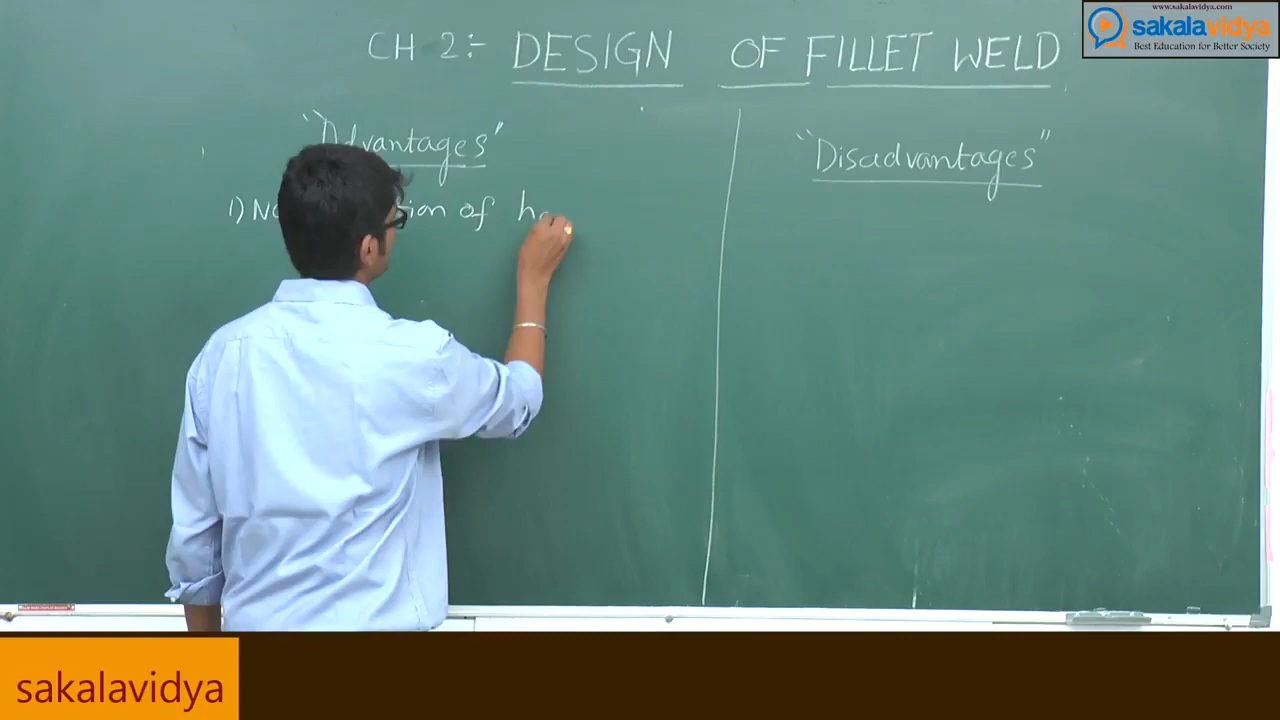 www.sakalavidya.com
sakalavidya
Best Education for Better Society
CH 2:- DESIGN OF FILLET WELD
"Advantages"
"Disadvantages"
1) of
sakalavidya